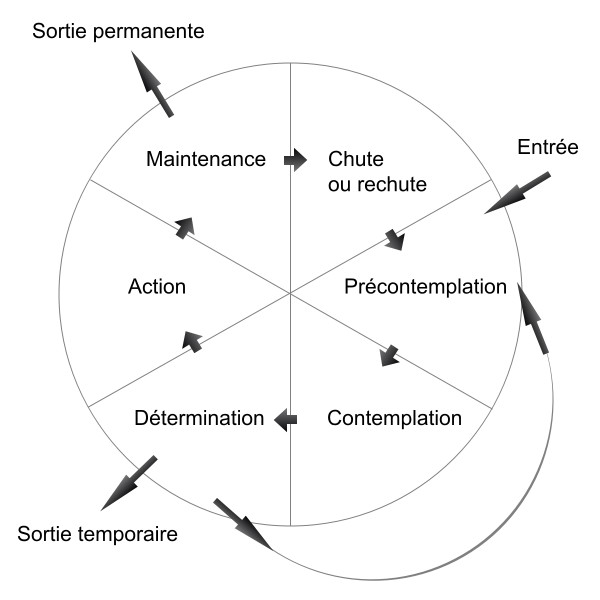 Sortie permanente
Entrée
Maintenance
Chute
ou rechute
Action
Précontemplation
Détermination
Contemplation
Sortie temporaire